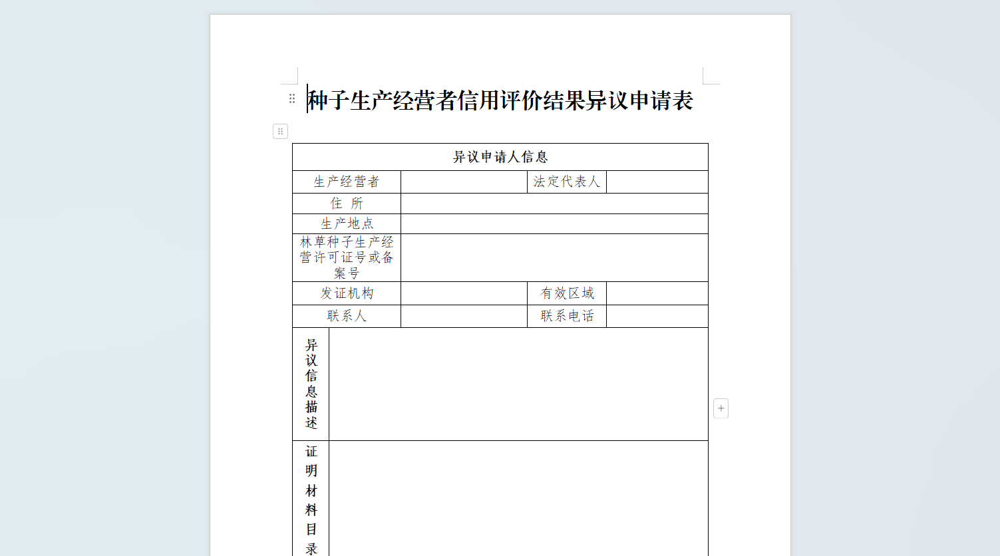 种子生产经营者信用评价结果异议申请表
异议申请人信息
生产经营者
法定代表人
住 所
生产地点
林草种子生产经
营许可证号或备
案号
发证机构
有效区域
联系人
联系电话
异
议
信
息
描
述
证
明
材
料
目
录